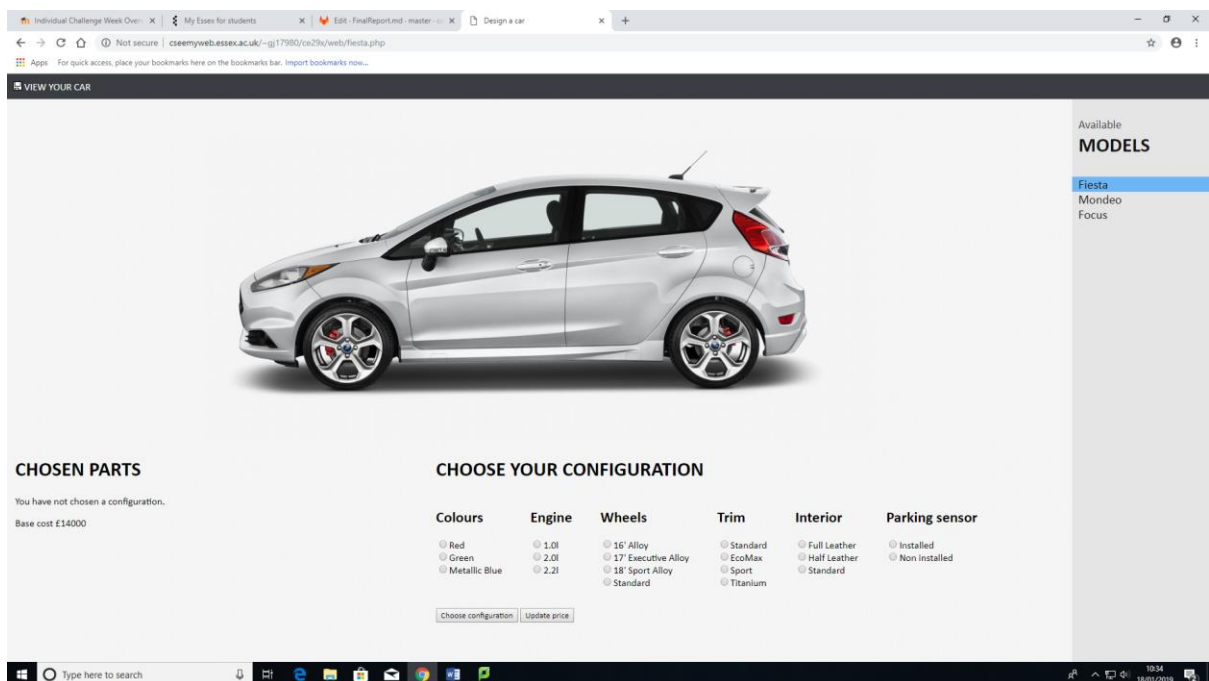 Individual Challenge Week Overv
My Essex for students
Edit · FinalReport.md · master ·
Design a car
Not secure | cseemyweb.essex.ac.uk/~gj17980/ce29x/web/fiesta.php
Apps For quick access, place your bookmarks here on the bookmarks bar. Import bookmarks now...
VIEW YOUR CAR
Available
MODELS
Fiesta
Mondeo
Focus
CHOSEN PARTS
You have not chosen a configuration.
Base cost £14000
CHOOSE YOUR CONFIGURATION
Colours
Red
Green
Metallic Blue
Engine
1.0l
2.0l
2.2l
Wheels
16' Alloy
17' Executive Alloy
18' Sport Alloy
Standard
Trim
Standard
EcoMax
Sport
Titanium
Interior
Full Leather
Half Leather
Standard
Parking sensor
Installed
Non installed
Choose configuration
Update price
Type here to search
10:34
18/01/2019